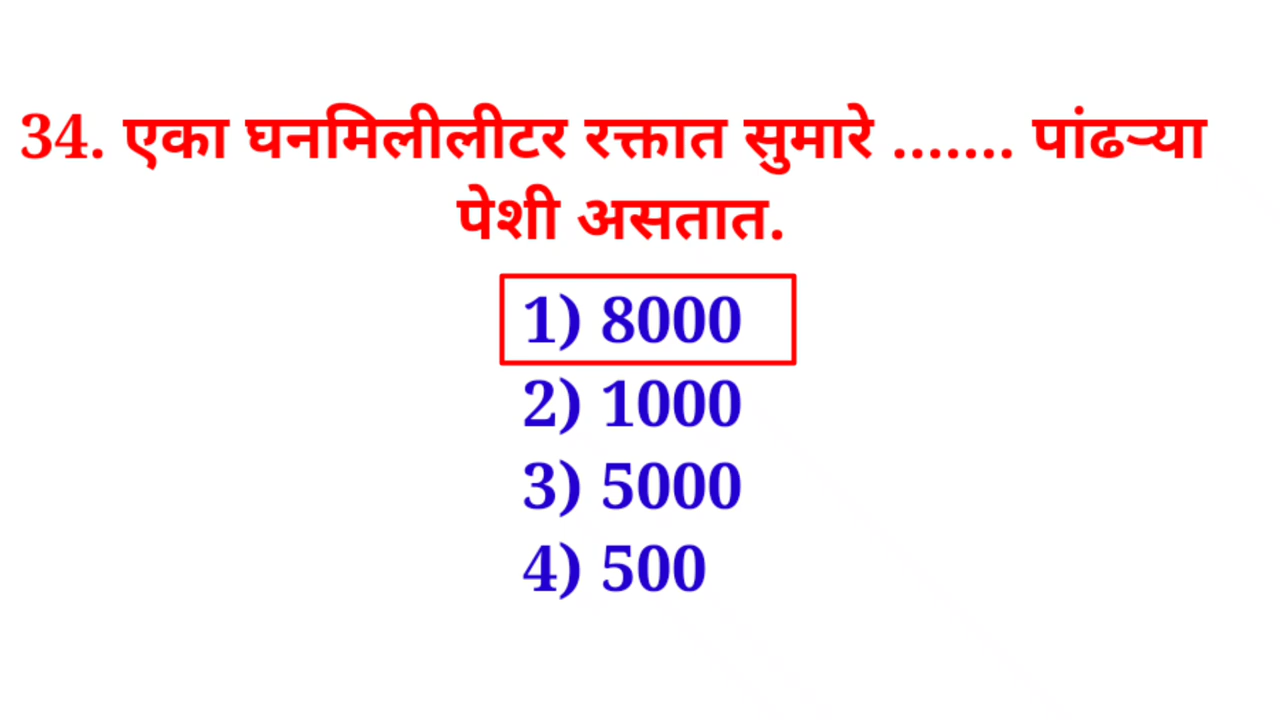 34. एका घनमिलीलीटर रक्तात सुमारे ....... पांढऱ्या
पेशी असतात.
1) 8000
2) 1000
3) 5000
4) 500